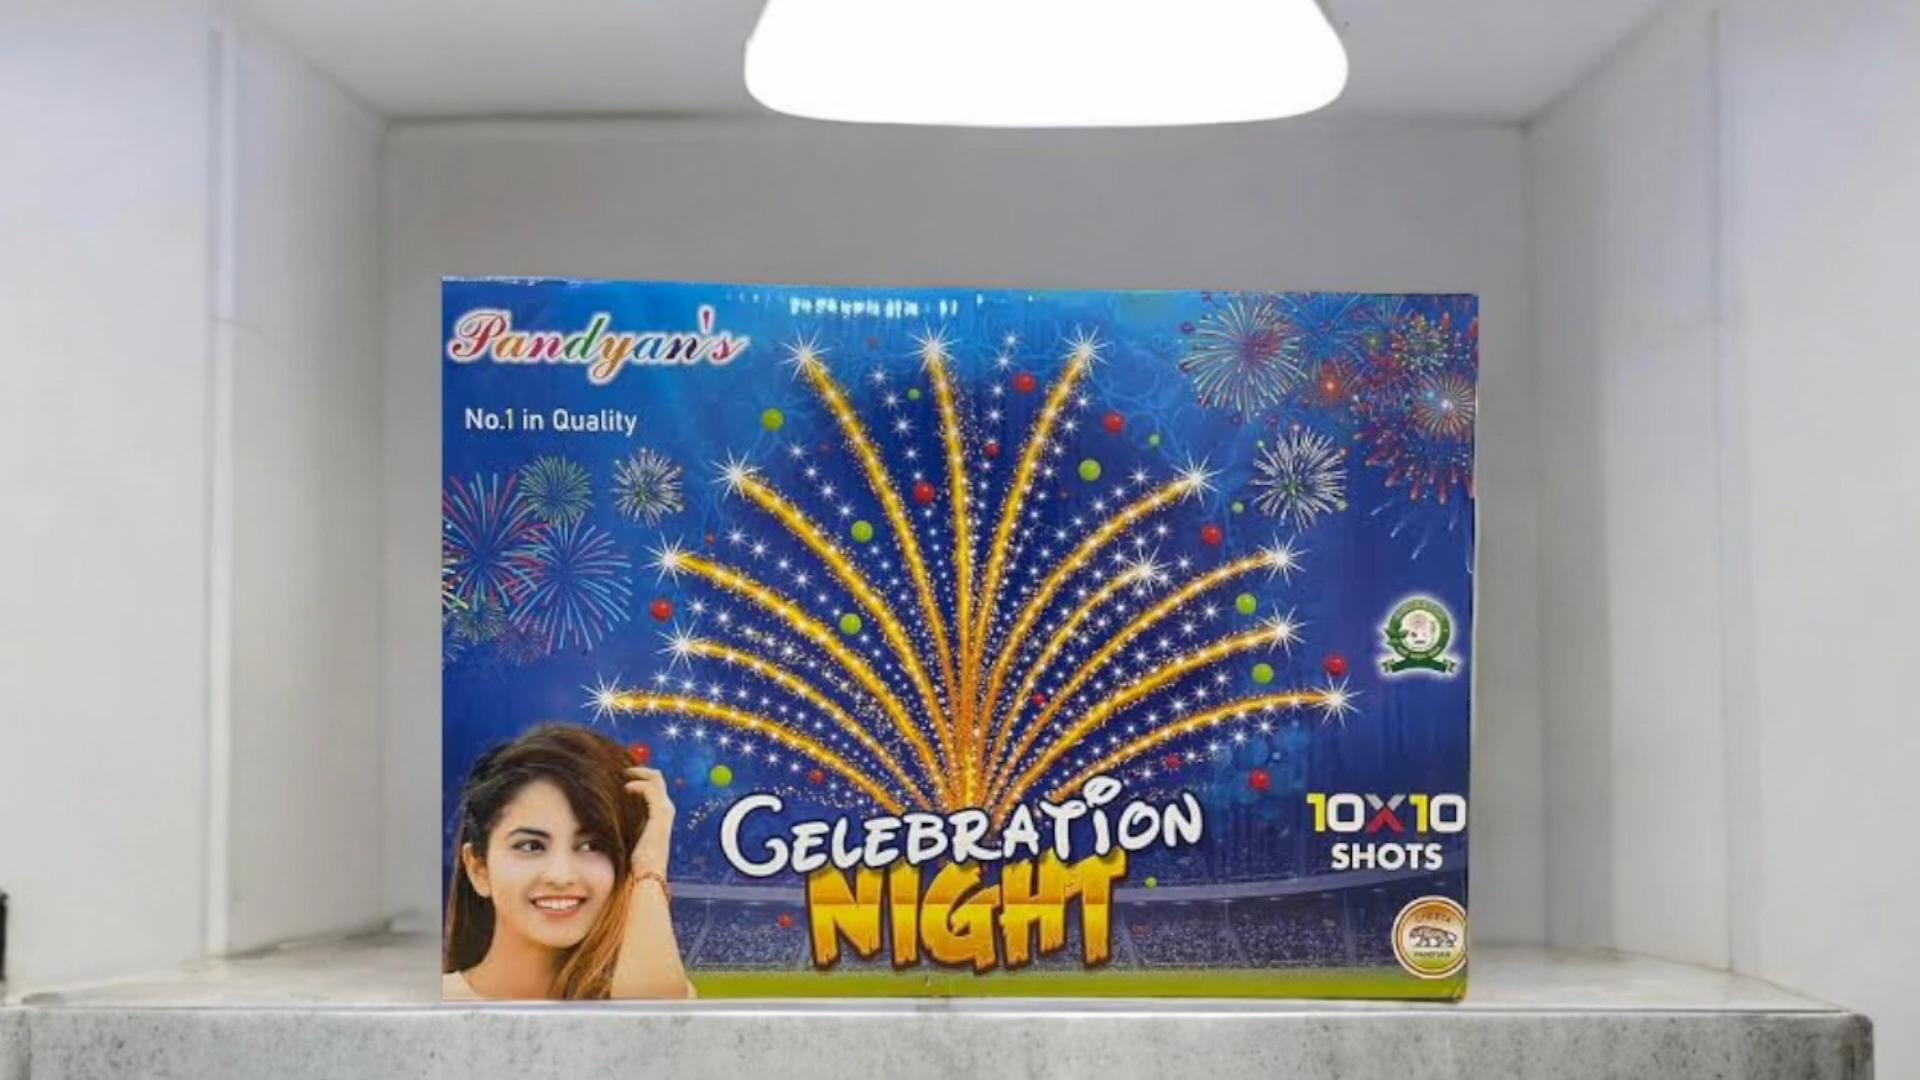 Pandyan's
No.1 in Quality
CELEBRATION
NIGHT
10X10
SHOTS